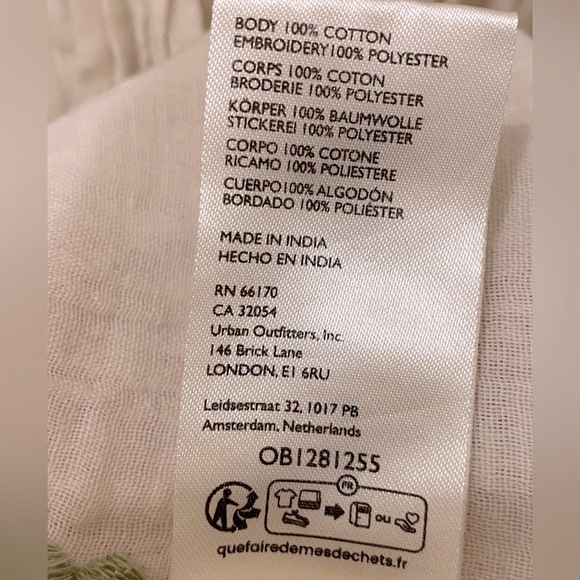 BODY 100% COTTON
EMBROIDERY100% POLYESTER
CORPS 100% COTON
BRODERIE 100% POLYESTER
KÖRPER 100% BAUMWOLLE
STICKEREI 100% POLYESTER
CORPO 100% COTONE
RICAMO 100% POLIESTERE
CUERPO100% ALGODÓN
BORDADO 100% POLIÉSTER
MADE IN INDIA
HECHO EN INDIA
RN 66170
CA 32054
Urban Outfitters, Inc.
146 Brick Lane
LONDON, E1 6RU
Leidsestraat 32, 1017 PB
Amsterdam, Netherlands
OB1281255
FR
ou
quefairedemesdechets.fr